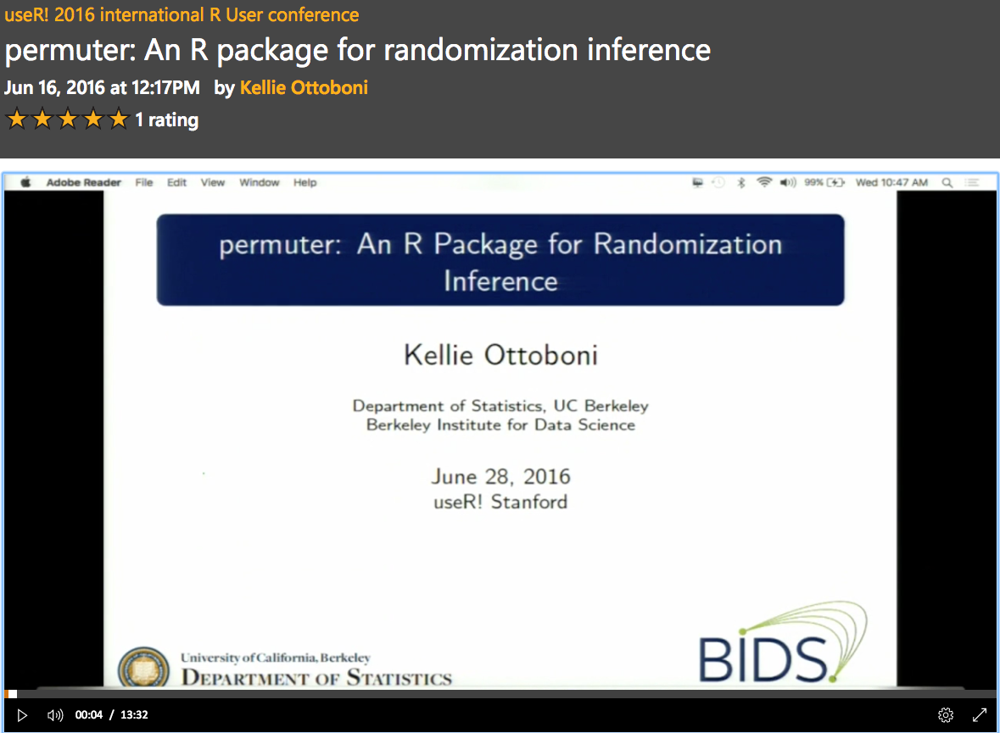 useR! 2016 international R User conference
permuter: An R package for randomization inference
Jun 16, 2016 at 12:17PM by Kellie Ottoboni
1 rating
Adobe Reader File Edit View Window Help 99% Wed 10:47 AM
permuter: An R Package for Randomization
Inference
Kellie Ottoboni
Department of Statistics, UC Berkeley
Berkeley Institute for Data Science
June 28, 2016
useR! Stanford
University of California, Berkeley
DEPARTMENT OF STATISTICS
BIDS
00:04 / 13:32